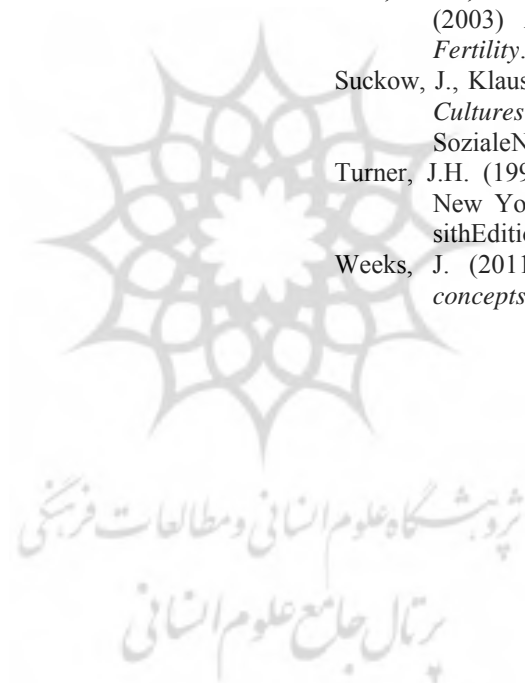 (2003)
Fertility.
Suckow, J., Klaus
Cultures
SozialeN
Turner, J.H. (199
New Yo
sithEditio
Weeks, J. (2011
concepts
پژوهشگاه علوم انسانی و مطالعات فرهنگی
پرتال جامع علوم انسانی